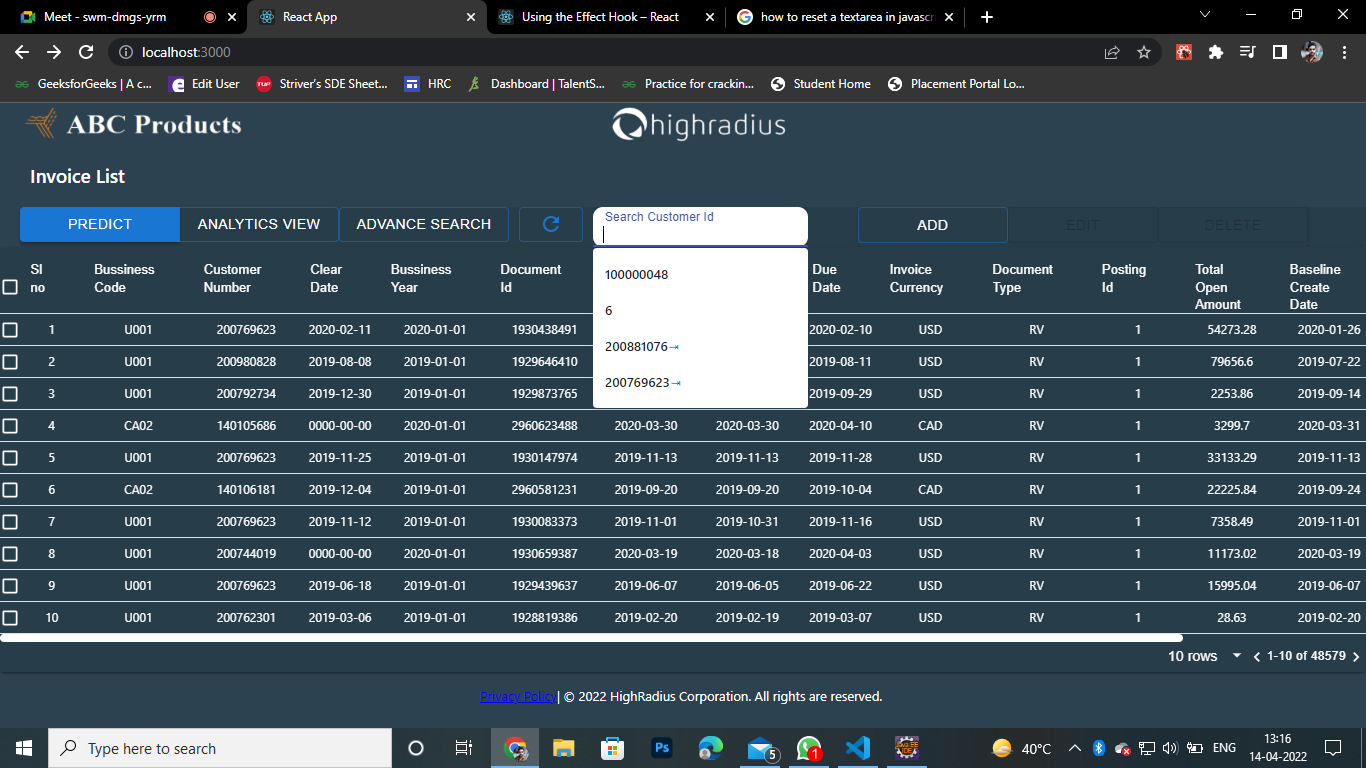 Meet - swm-dmgs-yrm
React App
Using the Effect Hook – React
how to reset a textarea in javascri
localhost:3000
GeeksforGeeks | A c...
Edit User
Striver's SDE Sheet...
HRC
Dashboard | TalentS...
Practice for crackin...
Student Home
Placement Portal Lo...
ABC Products
highradius
Invoice List
PREDICT
ANALYTICS VIEW
ADVANCE SEARCH
Search Customer Id
ADD
EDIT
DELETE
100000048
6
200881076
200769623
Sl no Bussiness Code Customer Number Clear Date Bussiness Year Document Id Due Date Invoice Currency Document Type Posting Id Total Open Amount Baseline Create Date
1 U001 200769623 2020-02-11 2020-01-01 1930438491 2020-02-10 USD RV 1 54273.28 2020-01-26
2 U001 200980828 2019-08-08 2019-01-01 1929646410 2019-08-11 USD RV 1 79656.6 2019-07-22
3 U001 200792734 2019-12-30 2019-01-01 1929873765 2019-09-29 USD RV 1 2253.86 2019-09-14
4 CA02 140105686 0000-00-00 2020-01-01 2960623488 2020-03-30 2020-03-30 2020-04-10 CAD RV 1 3299.7 2020-03-31
5 U001 200769623 2019-11-25 2019-01-01 1930147974 2019-11-13 2019-11-13 2019-11-28 USD RV 1 33133.29 2019-11-13
6 CA02 140106181 2019-12-04 2019-01-01 2960581231 2019-09-20 2019-09-20 2019-10-04 CAD RV 1 22225.84 2019-09-24
7 U001 200769623 2019-11-12 2019-01-01 1930083373 2019-11-01 2019-10-31 2019-11-16 USD RV 1 7358.49 2019-11-01
8 U001 200744019 0000-00-00 2020-01-01 1930659387 2020-03-19 2020-03-18 2020-04-03 USD RV 1 11173.02 2020-03-19
9 U001 200769623 2019-06-18 2019-01-01 1929439637 2019-06-07 2019-06-05 2019-06-22 USD RV 1 15995.04 2019-06-07
10 U001 200762301 2019-03-06 2019-01-01 1928819386 2019-02-20 2019-02-19 2019-03-07 USD RV 1 28.63 2019-02-20
10 rows 1-10 of 48579
Privacy Policy| © 2022 HighRadius Corporation. All rights are reserved.
Type here to search
Ps
5
1
40°C
ENG
13:16
14-04-2022